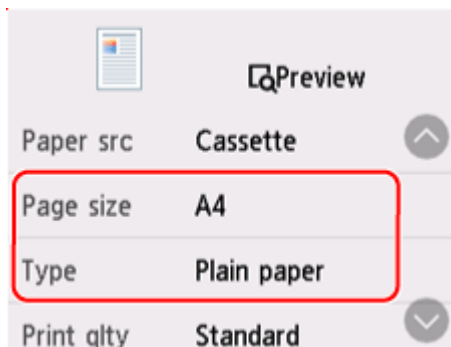 Preview
Paper src Cassette
Page size A4
Type Plain paper
Print qlty Standard